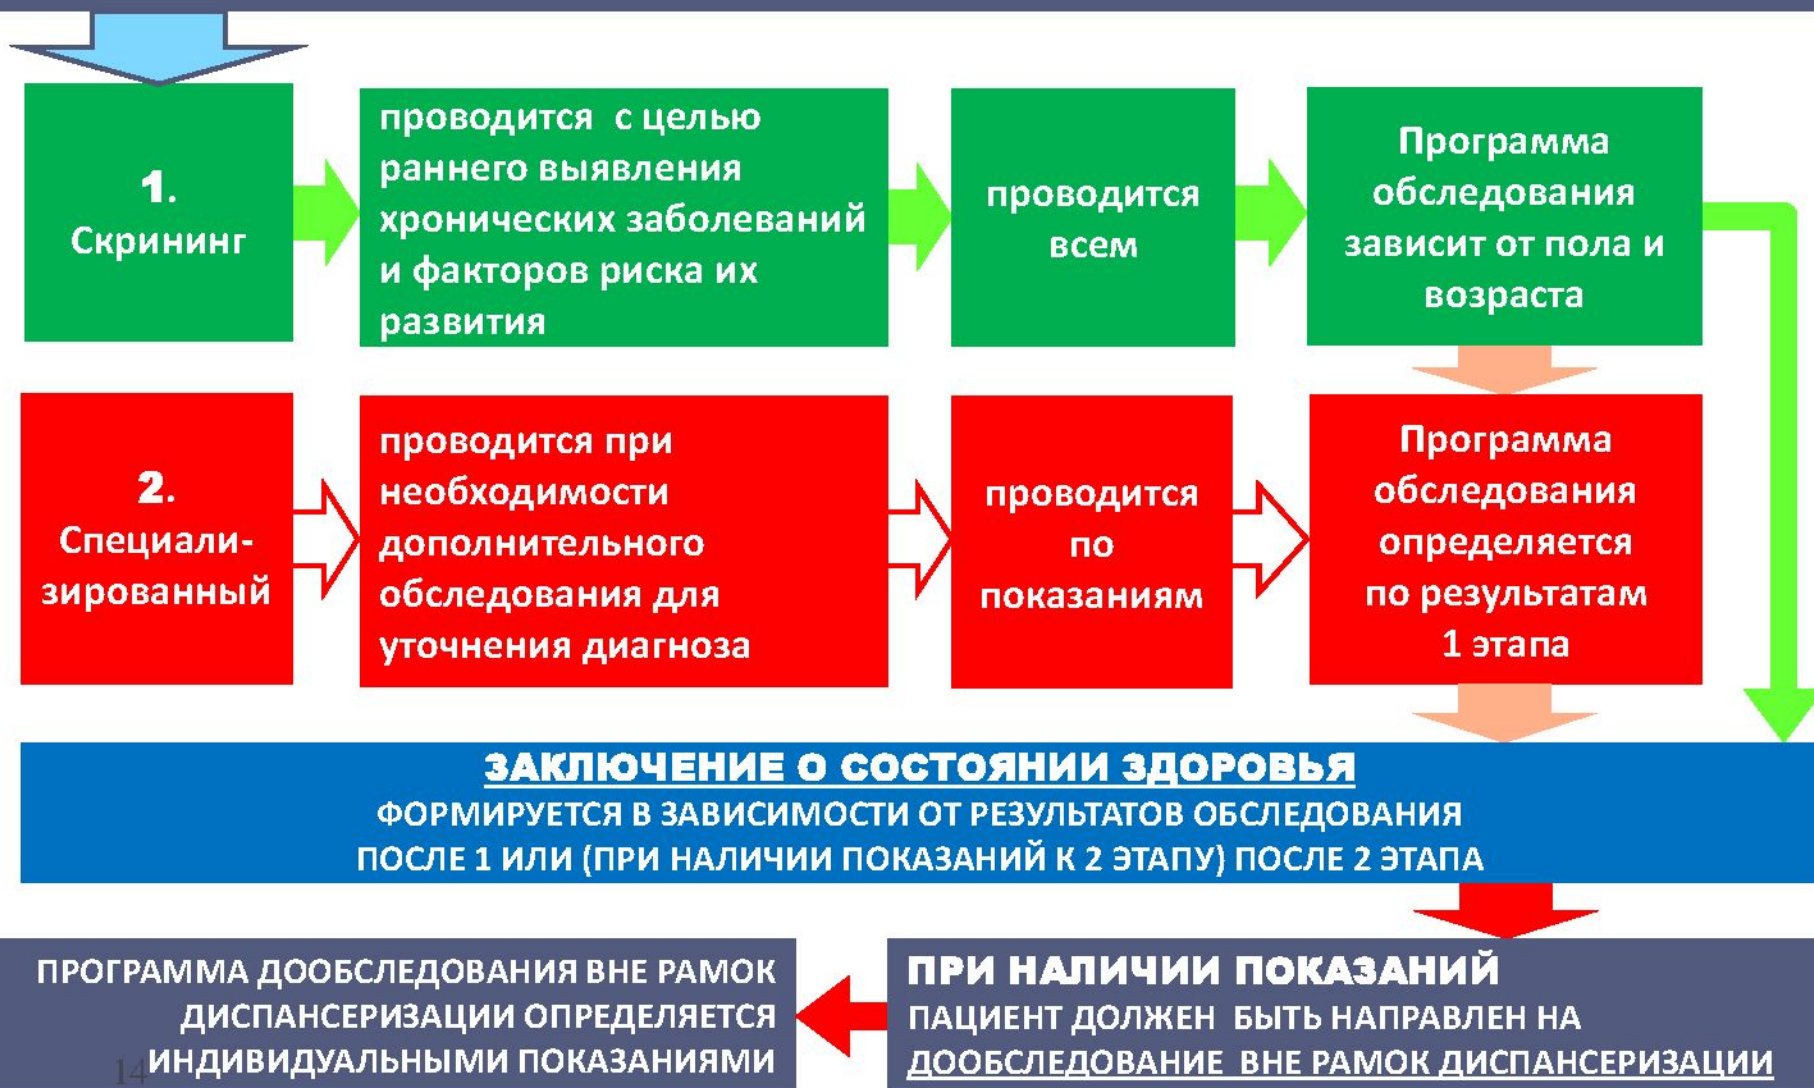 1.
Скрининг
проводится с целью
раннего выявления
хронических заболеваний
и факторов риска их
развития
проводится
всем
Программа
обследования
зависит от пола и
возраста
2.
Специали-
зированный
проводится при
необходимости
дополнительного
обследования для
уточнения диагноза
проводится
по
показаниям
Программа
обследования
определяется
по результатам
1 этапа
ЗАКЛЮЧЕНИЕ О СОСТОЯНИИ ЗДОРОВЬЯ
ФОРМИРУЕТСЯ В ЗАВИСИМОСТИ ОТ РЕЗУЛЬТАТОВ ОБСЛЕДОВАНИЯ
ПОСЛЕ 1 ИЛИ (ПРИ НАЛИЧИИ ПОКАЗАНИЙ К 2 ЭТАПУ) ПОСЛЕ 2 ЭТАПА
ПРИ НАЛИЧИИ ПОКАЗАНИЙ
ПАЦИЕНТ ДОЛЖЕН БЫТЬ НАПРАВЛЕН НА
ДООБСЛЕДОВАНИЕ ВНЕ РАМОК ДИСПАНСЕРИЗАЦИИ
ПРОГРАММА ДООБСЛЕДОВАНИЯ ВНЕ РАМОК
ДИСПАНСЕРИЗАЦИИ ОПРЕДЕЛЯЕТСЯ
ИНДИВИДУАЛЬНЫМИ ПОКАЗАНИЯМИ
14